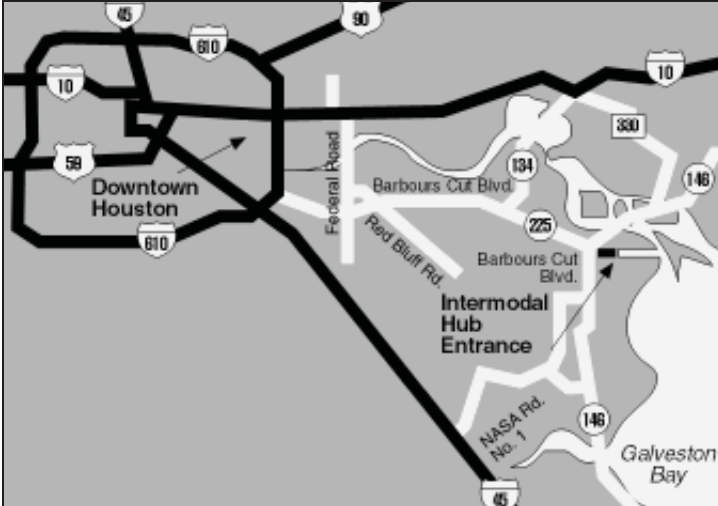 45
90
610
10
10
330
59
134
146
Downtown
Houston
Federal Road
Barbours Cut Blvd.
225
610
Red Bluff Rd.
Barbours Cut
Blvd.
Intermodal
Hub
Entrance
NASA Rd.
No. 1
146
Galveston
Bay
45